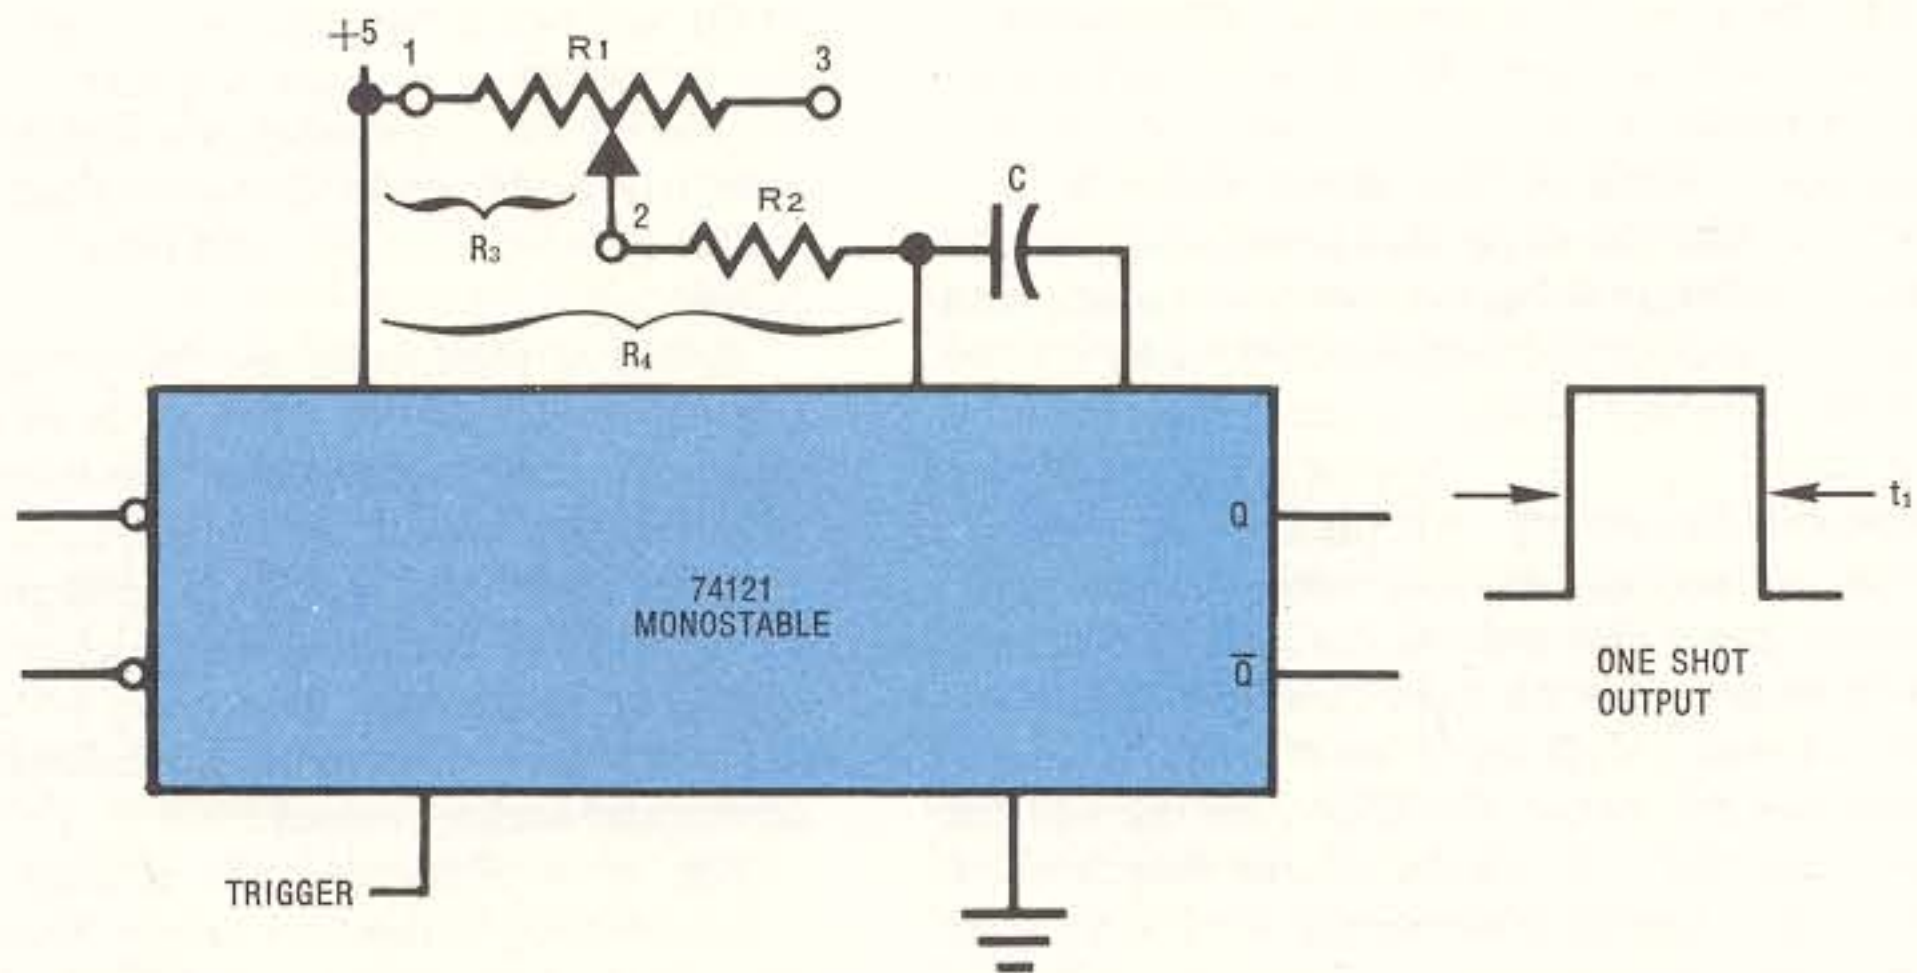 +5
1
R1
3
R3
2
R2
C
R4
74121
MONOSTABLE
Q
Q̅
t1
ONE SHOT
OUTPUT
TRIGGER